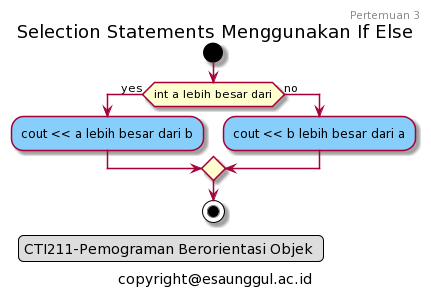 Pertemuan 3
Selection Statements Menggunakan If Else
yes
int a lebih besar dari
no
cout << a lebih besar dari b
cout << b lebih besar dari a
CTI211-Pemograman Berorientasi Objek
copyright@esaunggul.ac.id